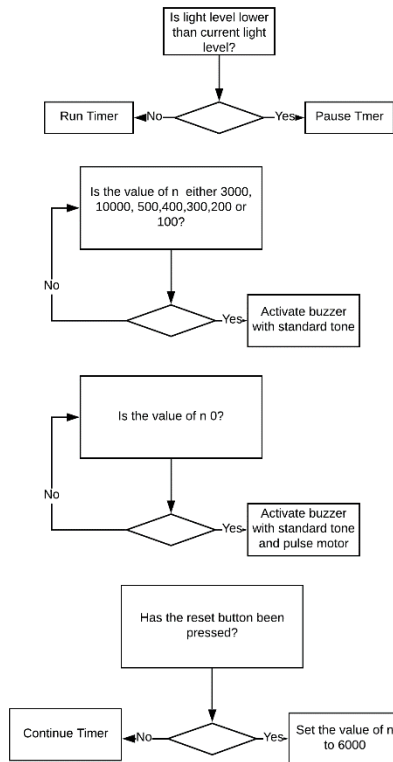 Is light level lower
than current light
level?
Run Timer
No
Yes
Pause Tmer
Is the value of n either 3000,
10000, 500,400,300,200 or
100?
No
Yes
Activate buzzer
with standard tone
Is the value of n 0?
No
Yes
Activate buzzer
with standard tone
and pulse motor
Has the reset button been
pressed?
Continue Timer
No
Yes
Set the value of n
to 6000